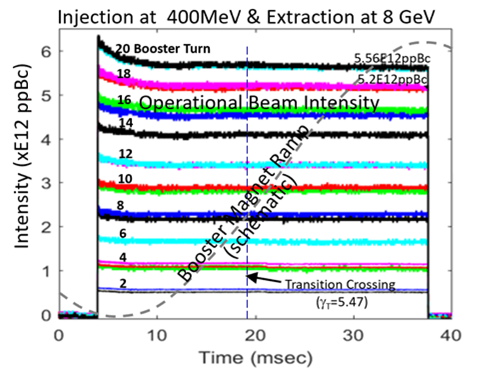 Injection at 400MeV & Extraction at 8 GeV
Intensity (xE12 ppBc)
6
5
4
3
2
1
0
20 Booster Turn
5.56E12ppBc
18
5.2E12ppBc
16
Operational Beam Intensity
14
12
10
8
6
4
2
Booster Magnet Ramp
(schematic)
Transition Crossing
(γT=5.47)
0
10
20
30
40
Time (msec)